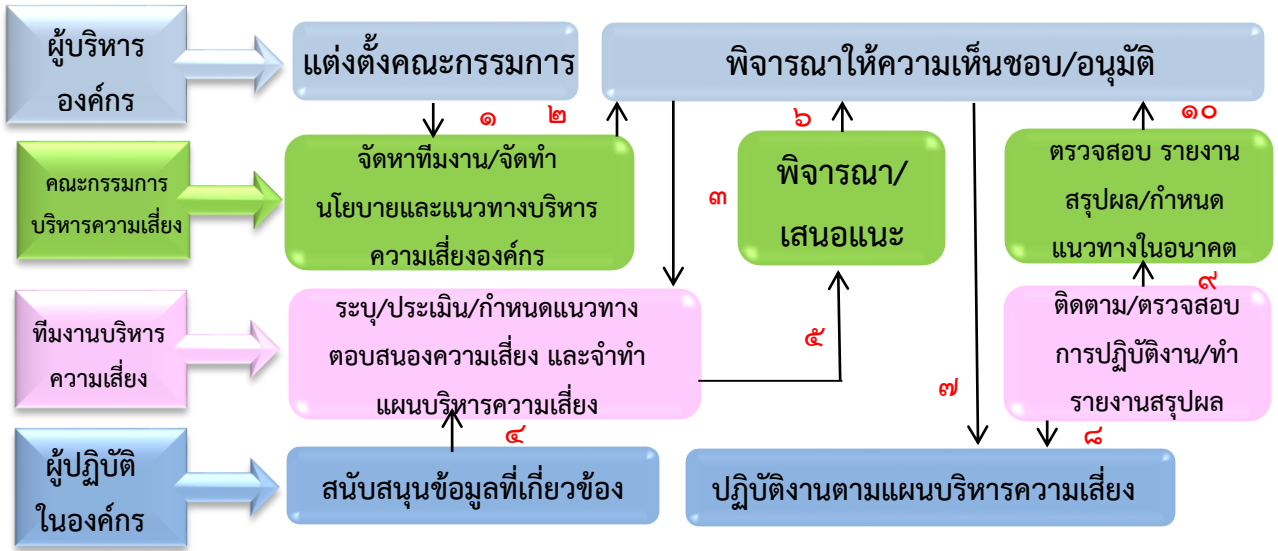 ผู้บริหาร
องค์กร
แต่งตั้งคณะกรรมการ
พิจารณาให้ความเห็นชอบ/อนุมัติ
๑
๒
๖
๑๐
คณะกรรมการ
บริหารความเสี่ยง
จัดหาทีมงาน/จัดทำ
นโยบายและแนวทางบริหาร
ความเสี่ยงองค์กร
๓
พิจารณา/
เสนอแนะ
ตรวจสอบ รายงาน
สรุปผล/กำหนด
แนวทางในอนาคต
๙
ทีมงานบริหาร
ความเสี่ยง
ระบุ/ประเมิน/กำหนดแนวทาง
ตอบสนองความเสี่ยง และจำทำ
แผนบริหารความเสี่ยง
๕
ติดตาม/ตรวจสอบ
การปฏิบัติงาน/ทำ
รายงานสรุปผล
๗
๔
๘
ผู้ปฏิบัติ
ในองค์กร
สนับสนุนข้อมูลที่เกี่ยวข้อง
ปฏิบัติงานตามแผนบริหารความเสี่ยง